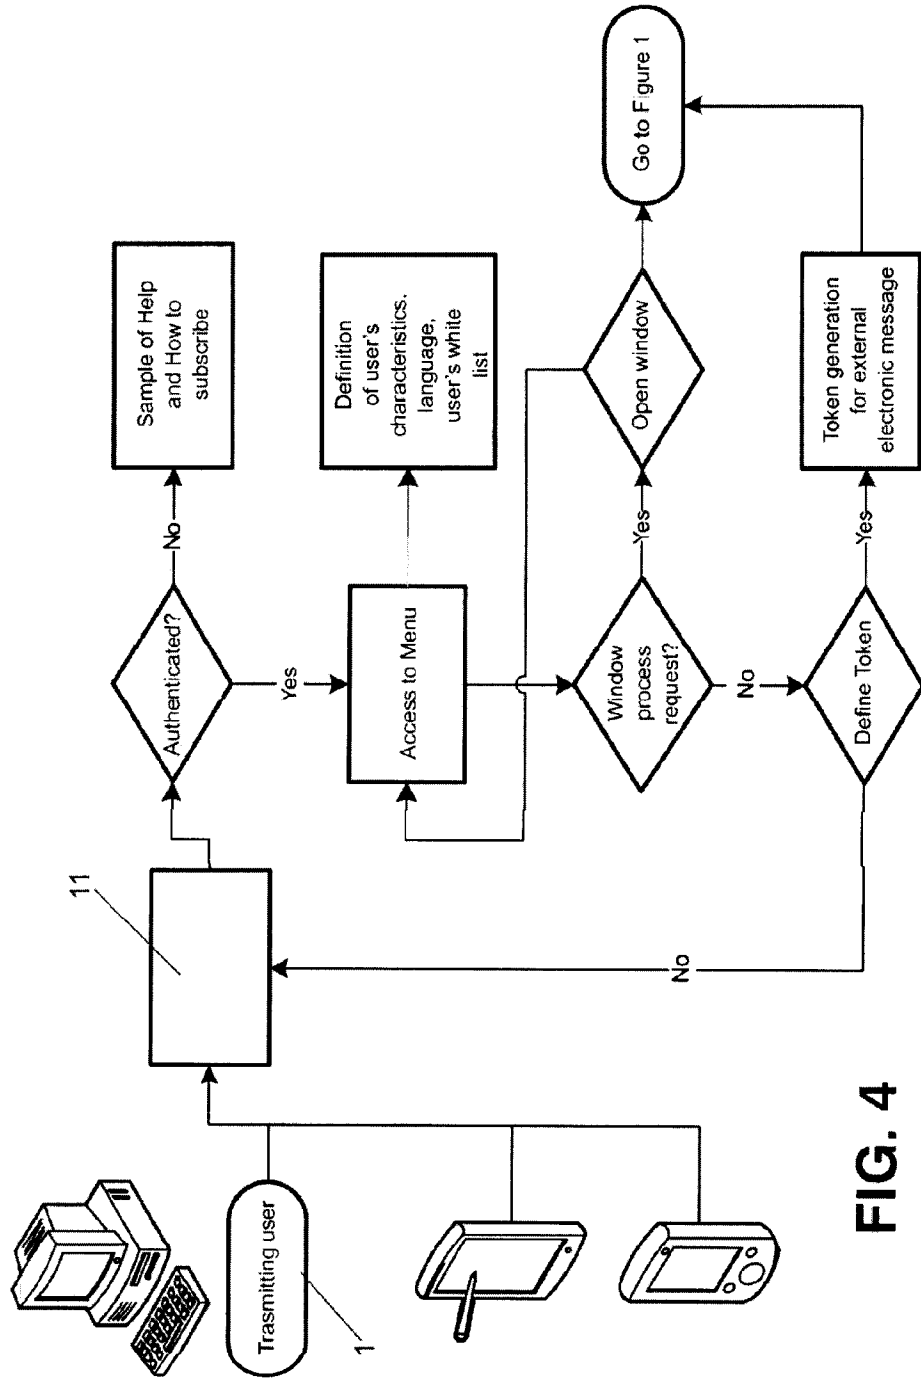 Trasmitting user
1
11
Authenticated?
No
Sample of Help
and How to
subscribe
Yes
Access to Menu
Definition
of user's
characteristics.
language,
user's white
list
Window
process
request?
Yes
Open window
Go to Figure 1
No
Define Token
Yes
Token generation
for external
electronic message
No
FIG. 4